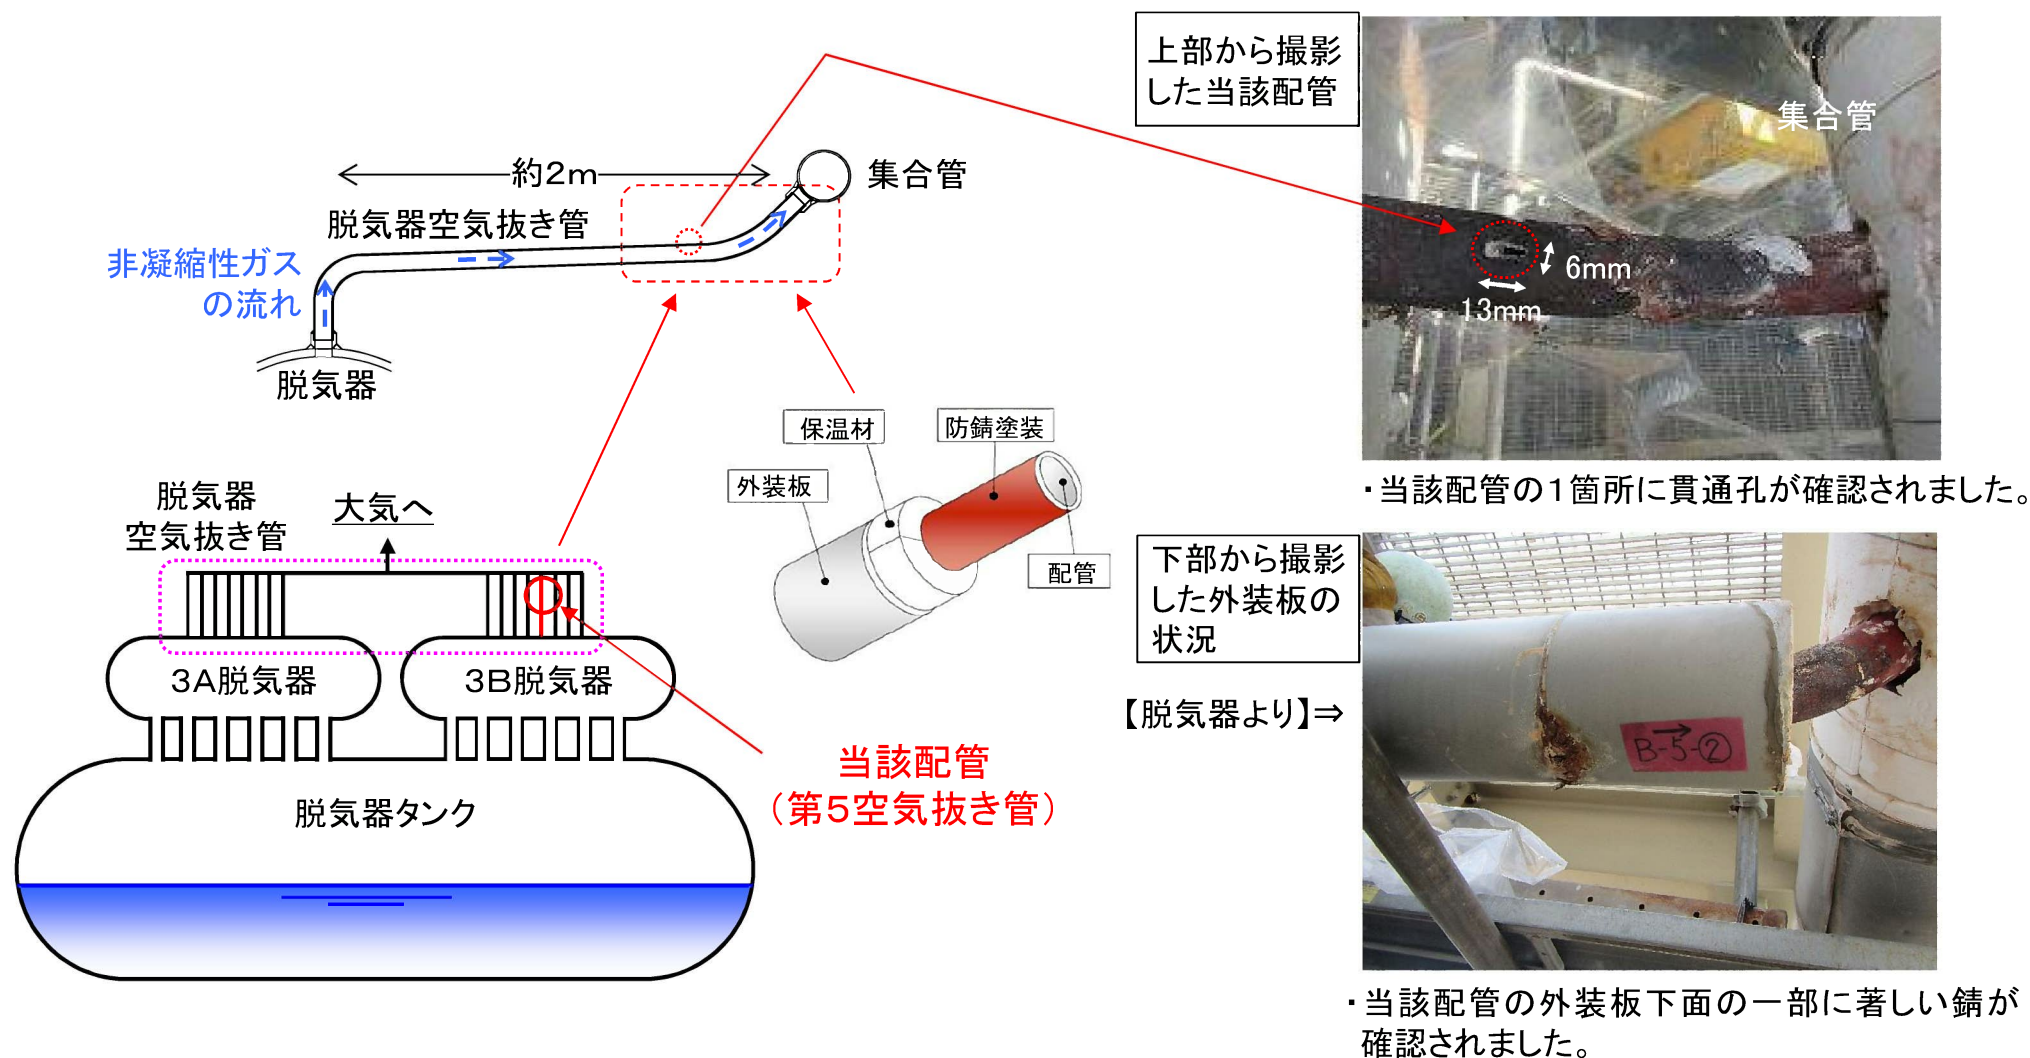 約2m
集合管
脱気器空気抜き管
非凝縮性ガス
の流れ
脱気器
上部から撮影
した当該配管
集合管
6mm
13mm
・当該配管の1箇所に貫通孔が確認されました。
保温材
防錆塗装
外装板
配管
脱気器
空気抜き管
大気へ
3A脱気器
3B脱気器
脱気器タンク
当該配管
(第5空気抜き管)
下部から撮影
した外装板の
状況
【脱気器より】⇒
B-5-②
・当該配管の外装板下面の一部に著しい錆が
確認されました。